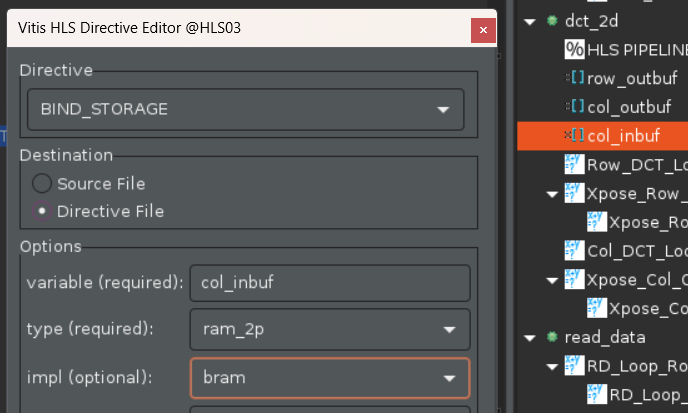 Vitis HLS Directive Editor @HLS03
Directive
BIND_STORAGE
Destination
Source File
Directive File
Options
variable (required): col_inbuf
type (required): ram_2p
impl (optional): bram
dct_2d
% HLS PIPELINE
row_outbuf
col_outbuf
col_inbuf
Row_DCT_Lo
Xpose_Row_
Xpose_Ro
Col_DCT_Loo
Xpose_Col_O
Xpose_Co
read_data
RD_Loop_Ro
RD_Loop_